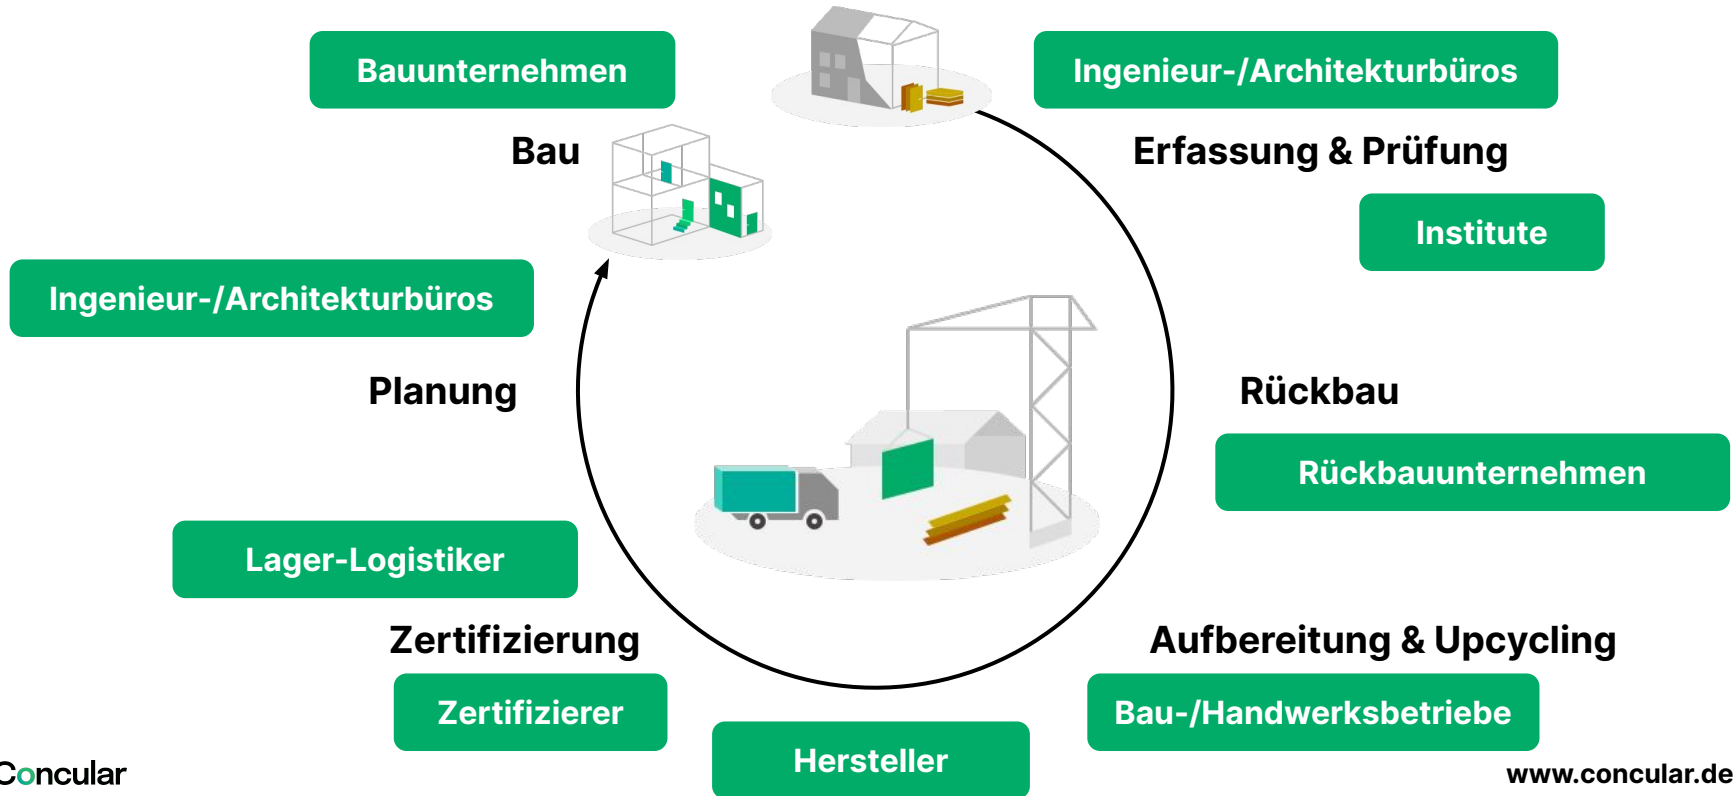 Bauunternehmen
Ingenieur-/Architekturbüros
Bau
Erfassung & Prüfung
Institute
Ingenieur-/Architekturbüros
Planung
Rückbau
Rückbauunternehmen
Lager-Logistiker
Zertifizierung
Aufbereitung & Upcycling
Zertifizierer
Bau-/Handwerksbetriebe
Hersteller
Concular
www.concular.de